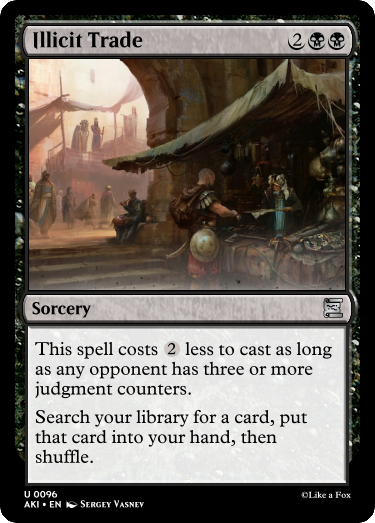 Illicit Trade 2
Sorcery
This spell costs 2 less to cast as long
as any opponent has three or more
judgment counters.
Search your library for a card, put
that card into your hand, then
shuffle.
U 0096
AKI • EN Sergey Vasnev
©Like a Fox